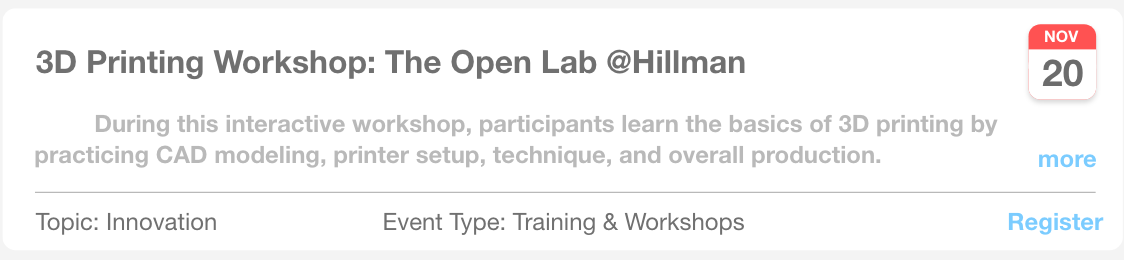 NOV
3D Printing Workshop: The Open Lab @Hillman
20
During this interactive workshop, participants learn the basics of 3D printing by
practicing CAD modeling, printer setup, technique, and overall production.
more
Topic: Innovation
Event Type: Training & Workshops
Register